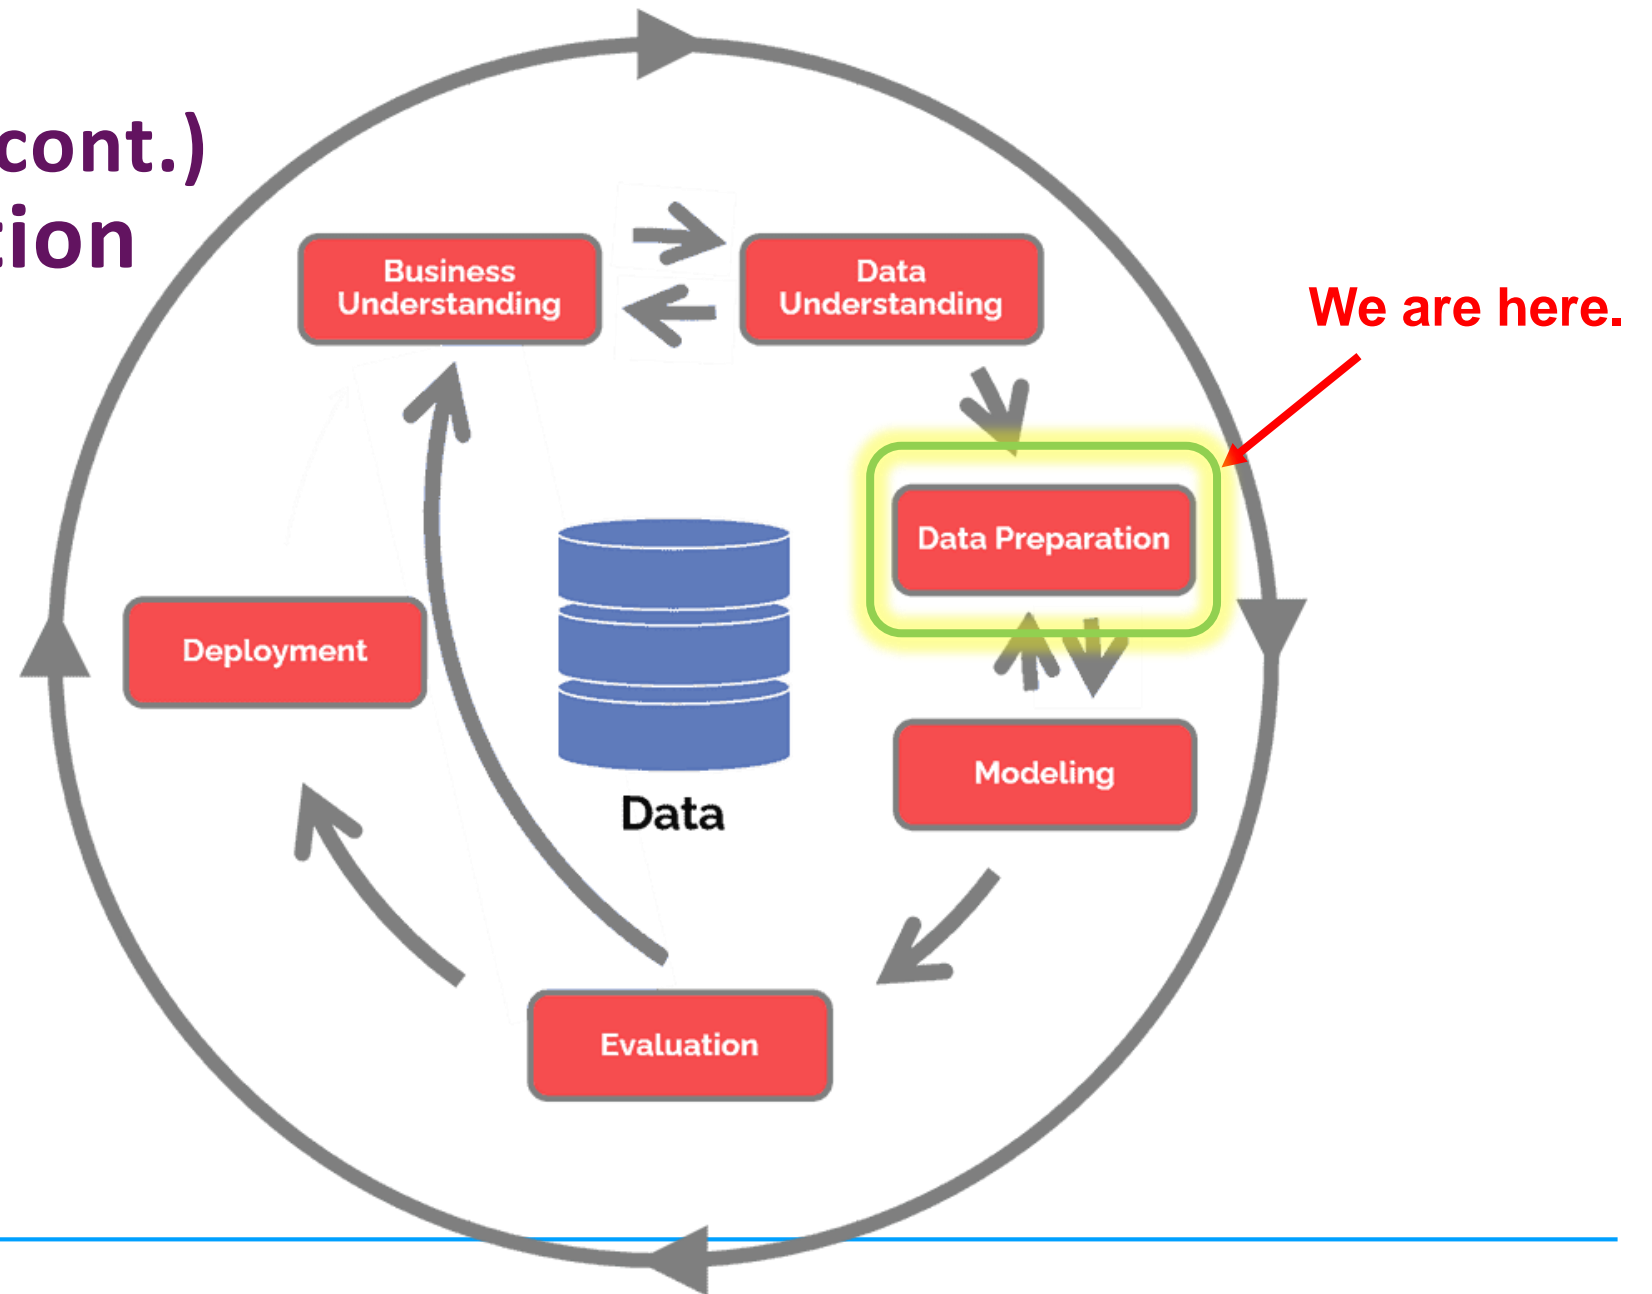 cont.)
tion
Business
Understanding
Data
Understanding
We are here.
Data Preparation
Deployment
Modeling
Data
Evaluation